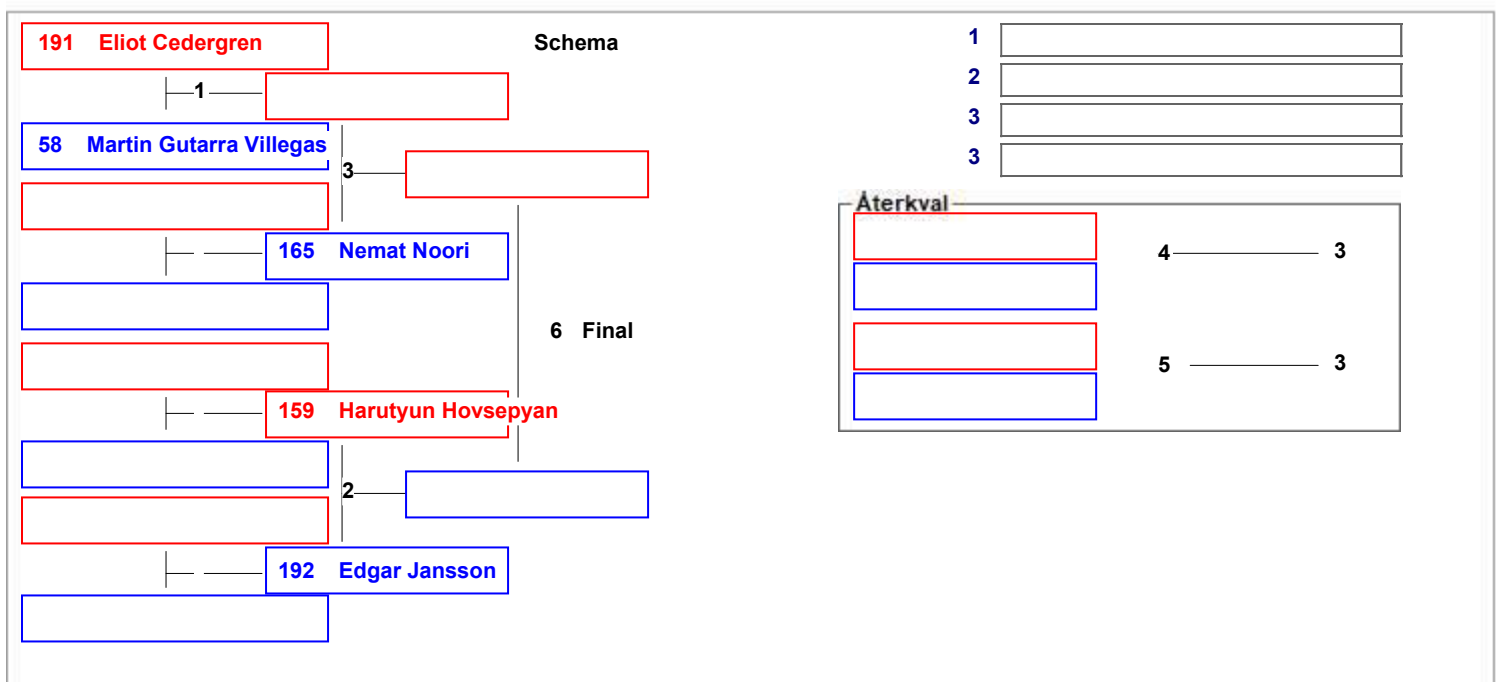 191 Eliot Cedergren
Schema
1
58 Martin Gutarra Villegas
3
165 Nemat Noori
6 Final
159 Harutyun Hovsepyan
2
192 Edgar Jansson
1
2
3
3
Återkval
4 3
5 3